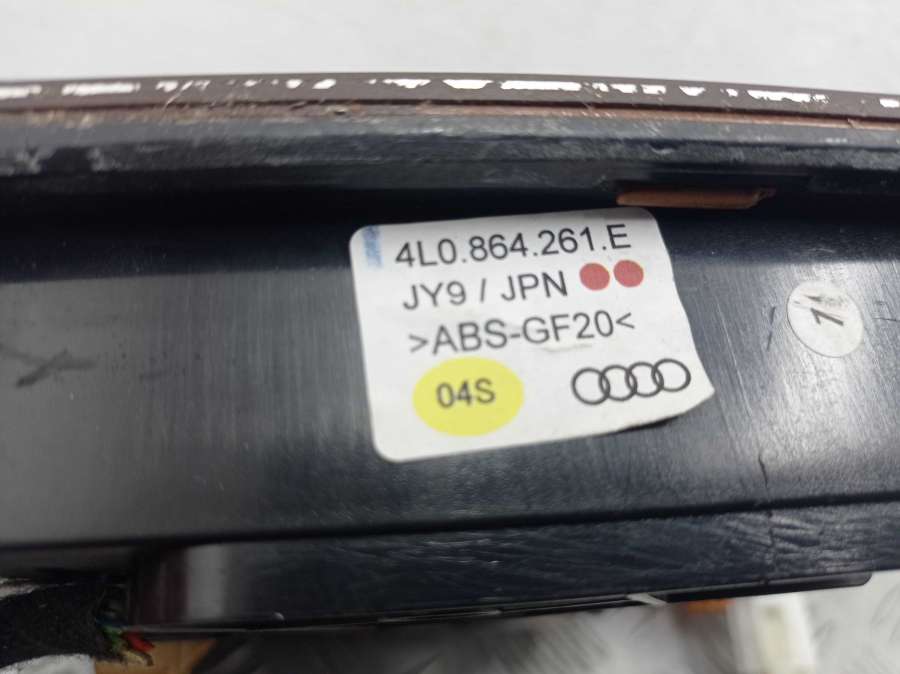 4L0.864.261.E
JY9 / JPN
>ABS-GF20<
04S